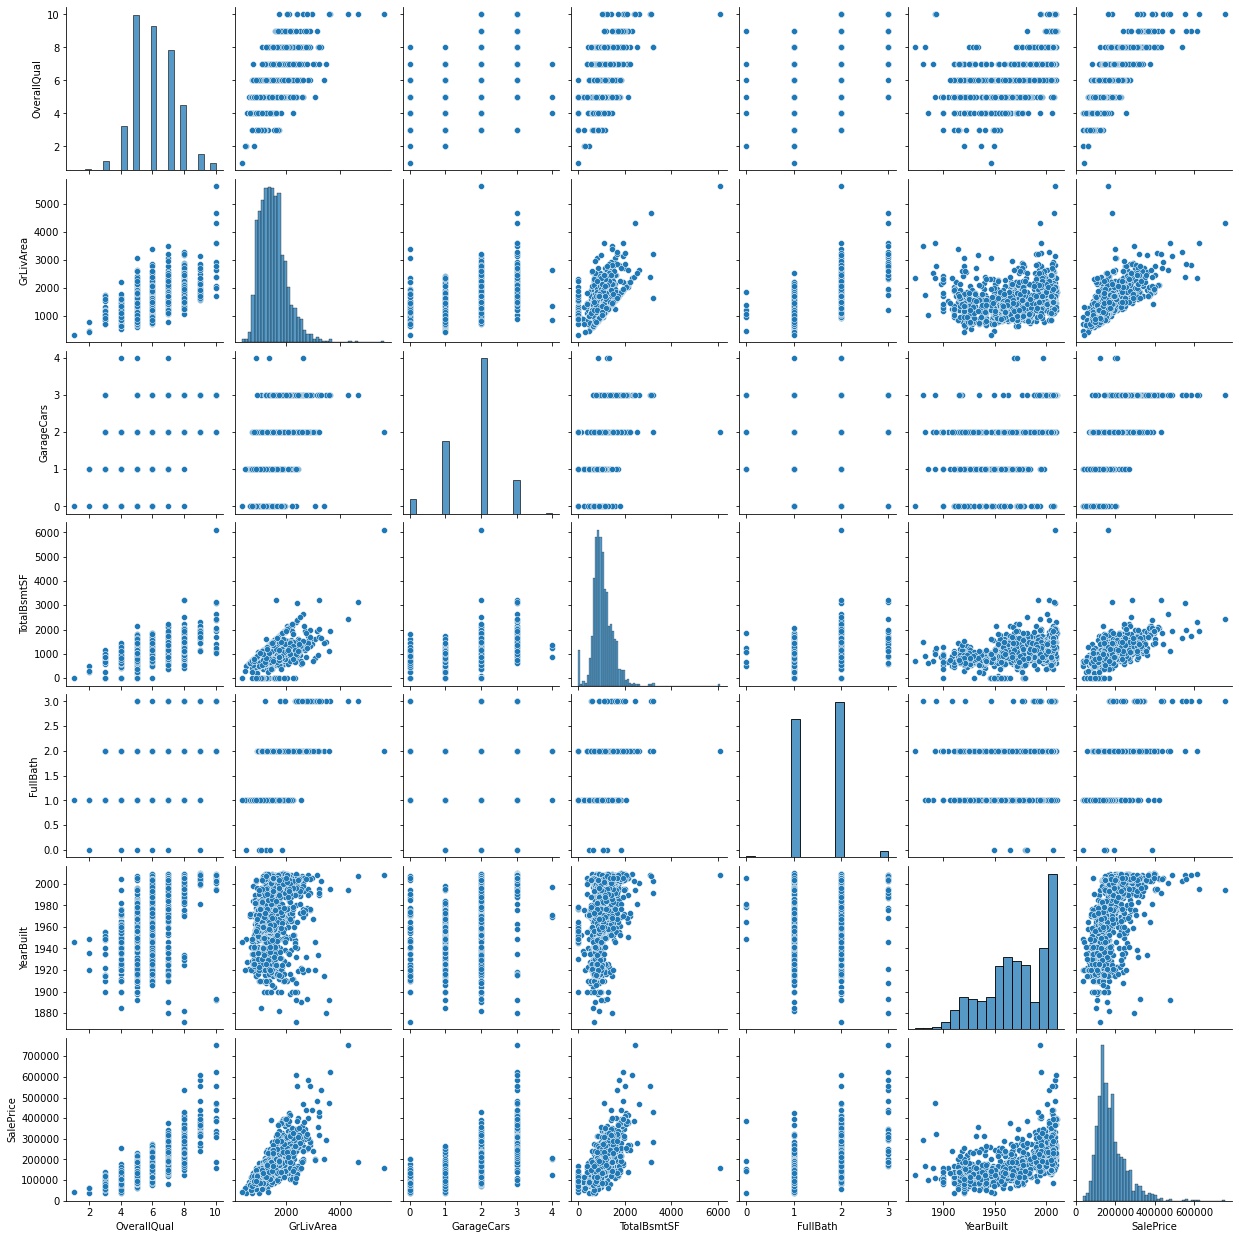 10
8
6
4
2
OverallQual
5000
4000
3000
2000
1000
GrLivArea
4
3
2
1
0
GarageCars
6000
5000
4000
3000
2000
1000
0
TotalBsmtSF
3.0
2.5
2.0
1.5
1.0
0.5
0.0
FullBath
2000
1980
1960
1940
1920
1900
1880
YearBuilt
700000
600000
500000
400000
300000
200000
100000
0
SalePrice
2 4 6 8 10
OverallQual
2000 4000
GrLivArea
0 1 2 3 4
GarageCars
0 2000 4000 6000
TotalBsmtSF
0 1 2 3
FullBath
1900 1950 2000
YearBuilt
0 200000 400000 600000
SalePrice